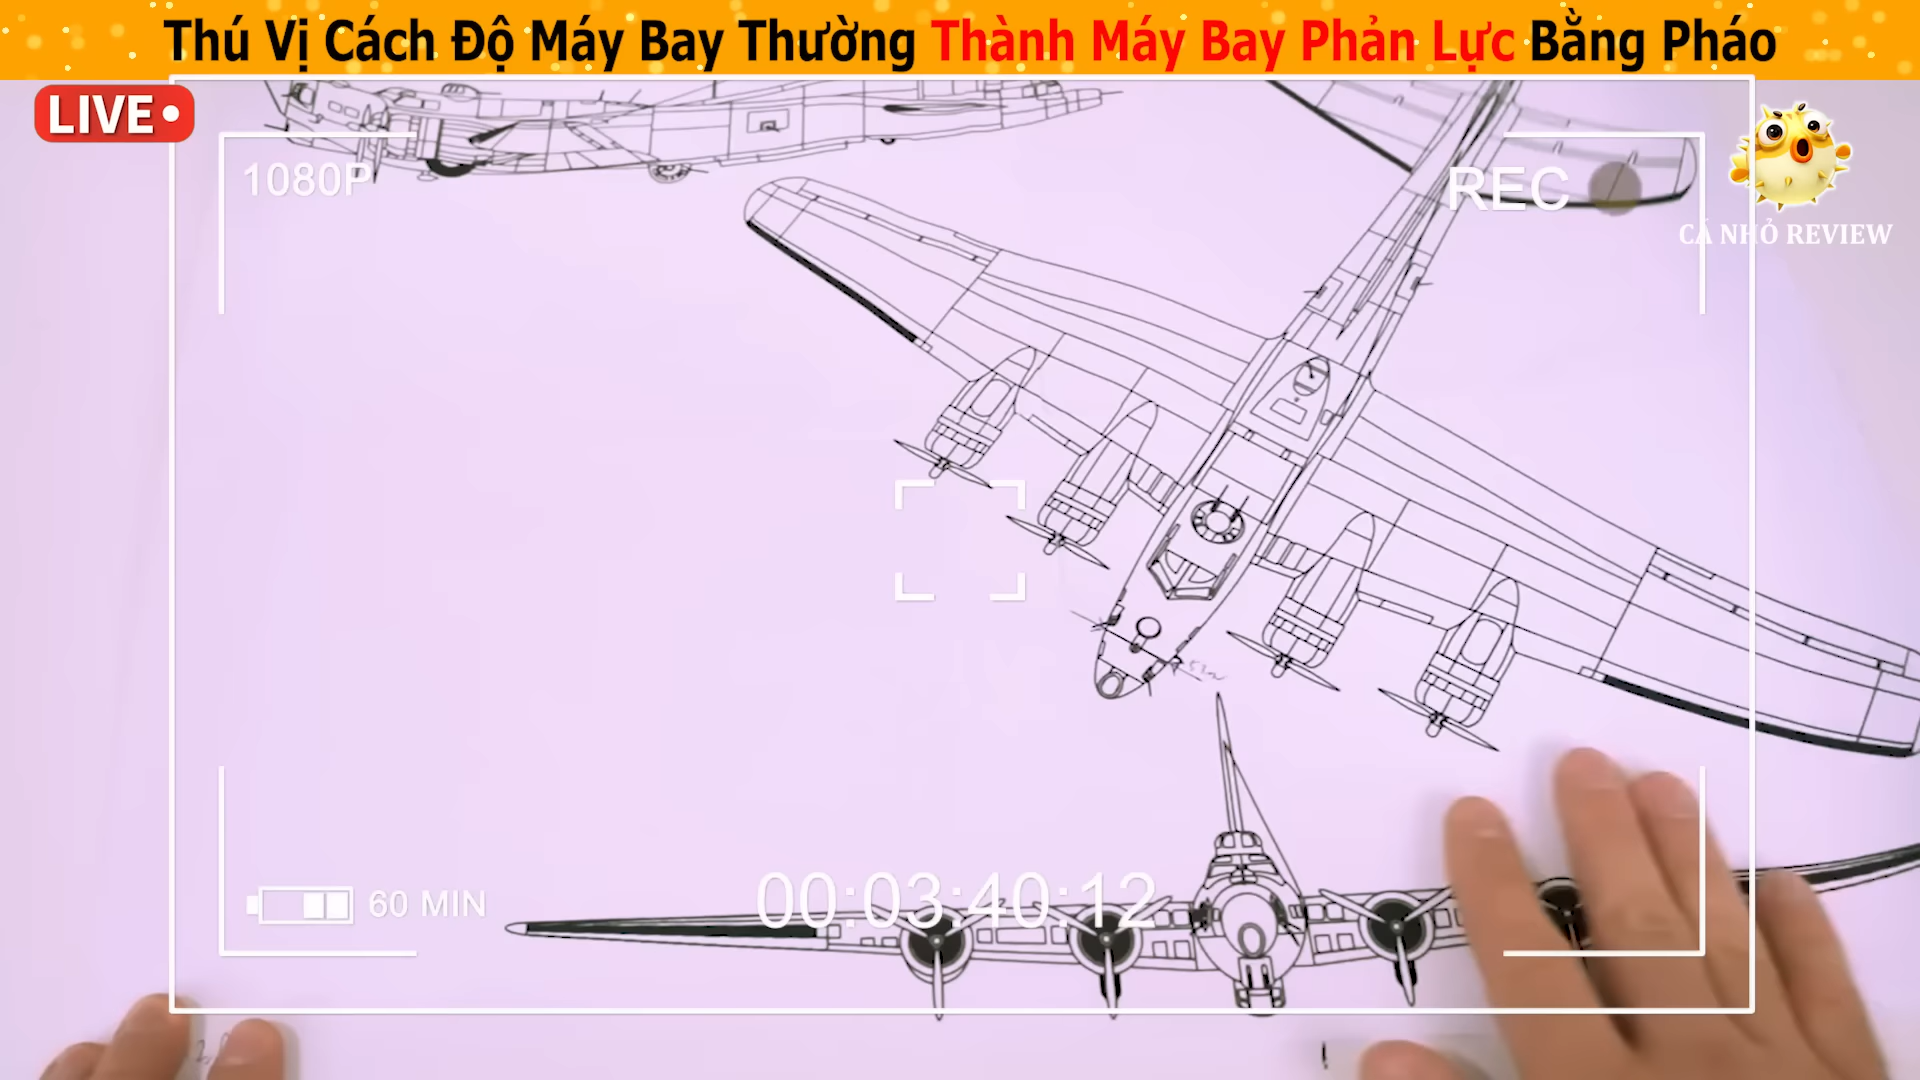 Thú Vị Cách Độ Máy Bay Thường Thành Máy Bay Phản Lực Bằng Pháo
LIVE
1080P
REC
CÁ NHỎ REVIEW
60 MIN
00:03:40:12